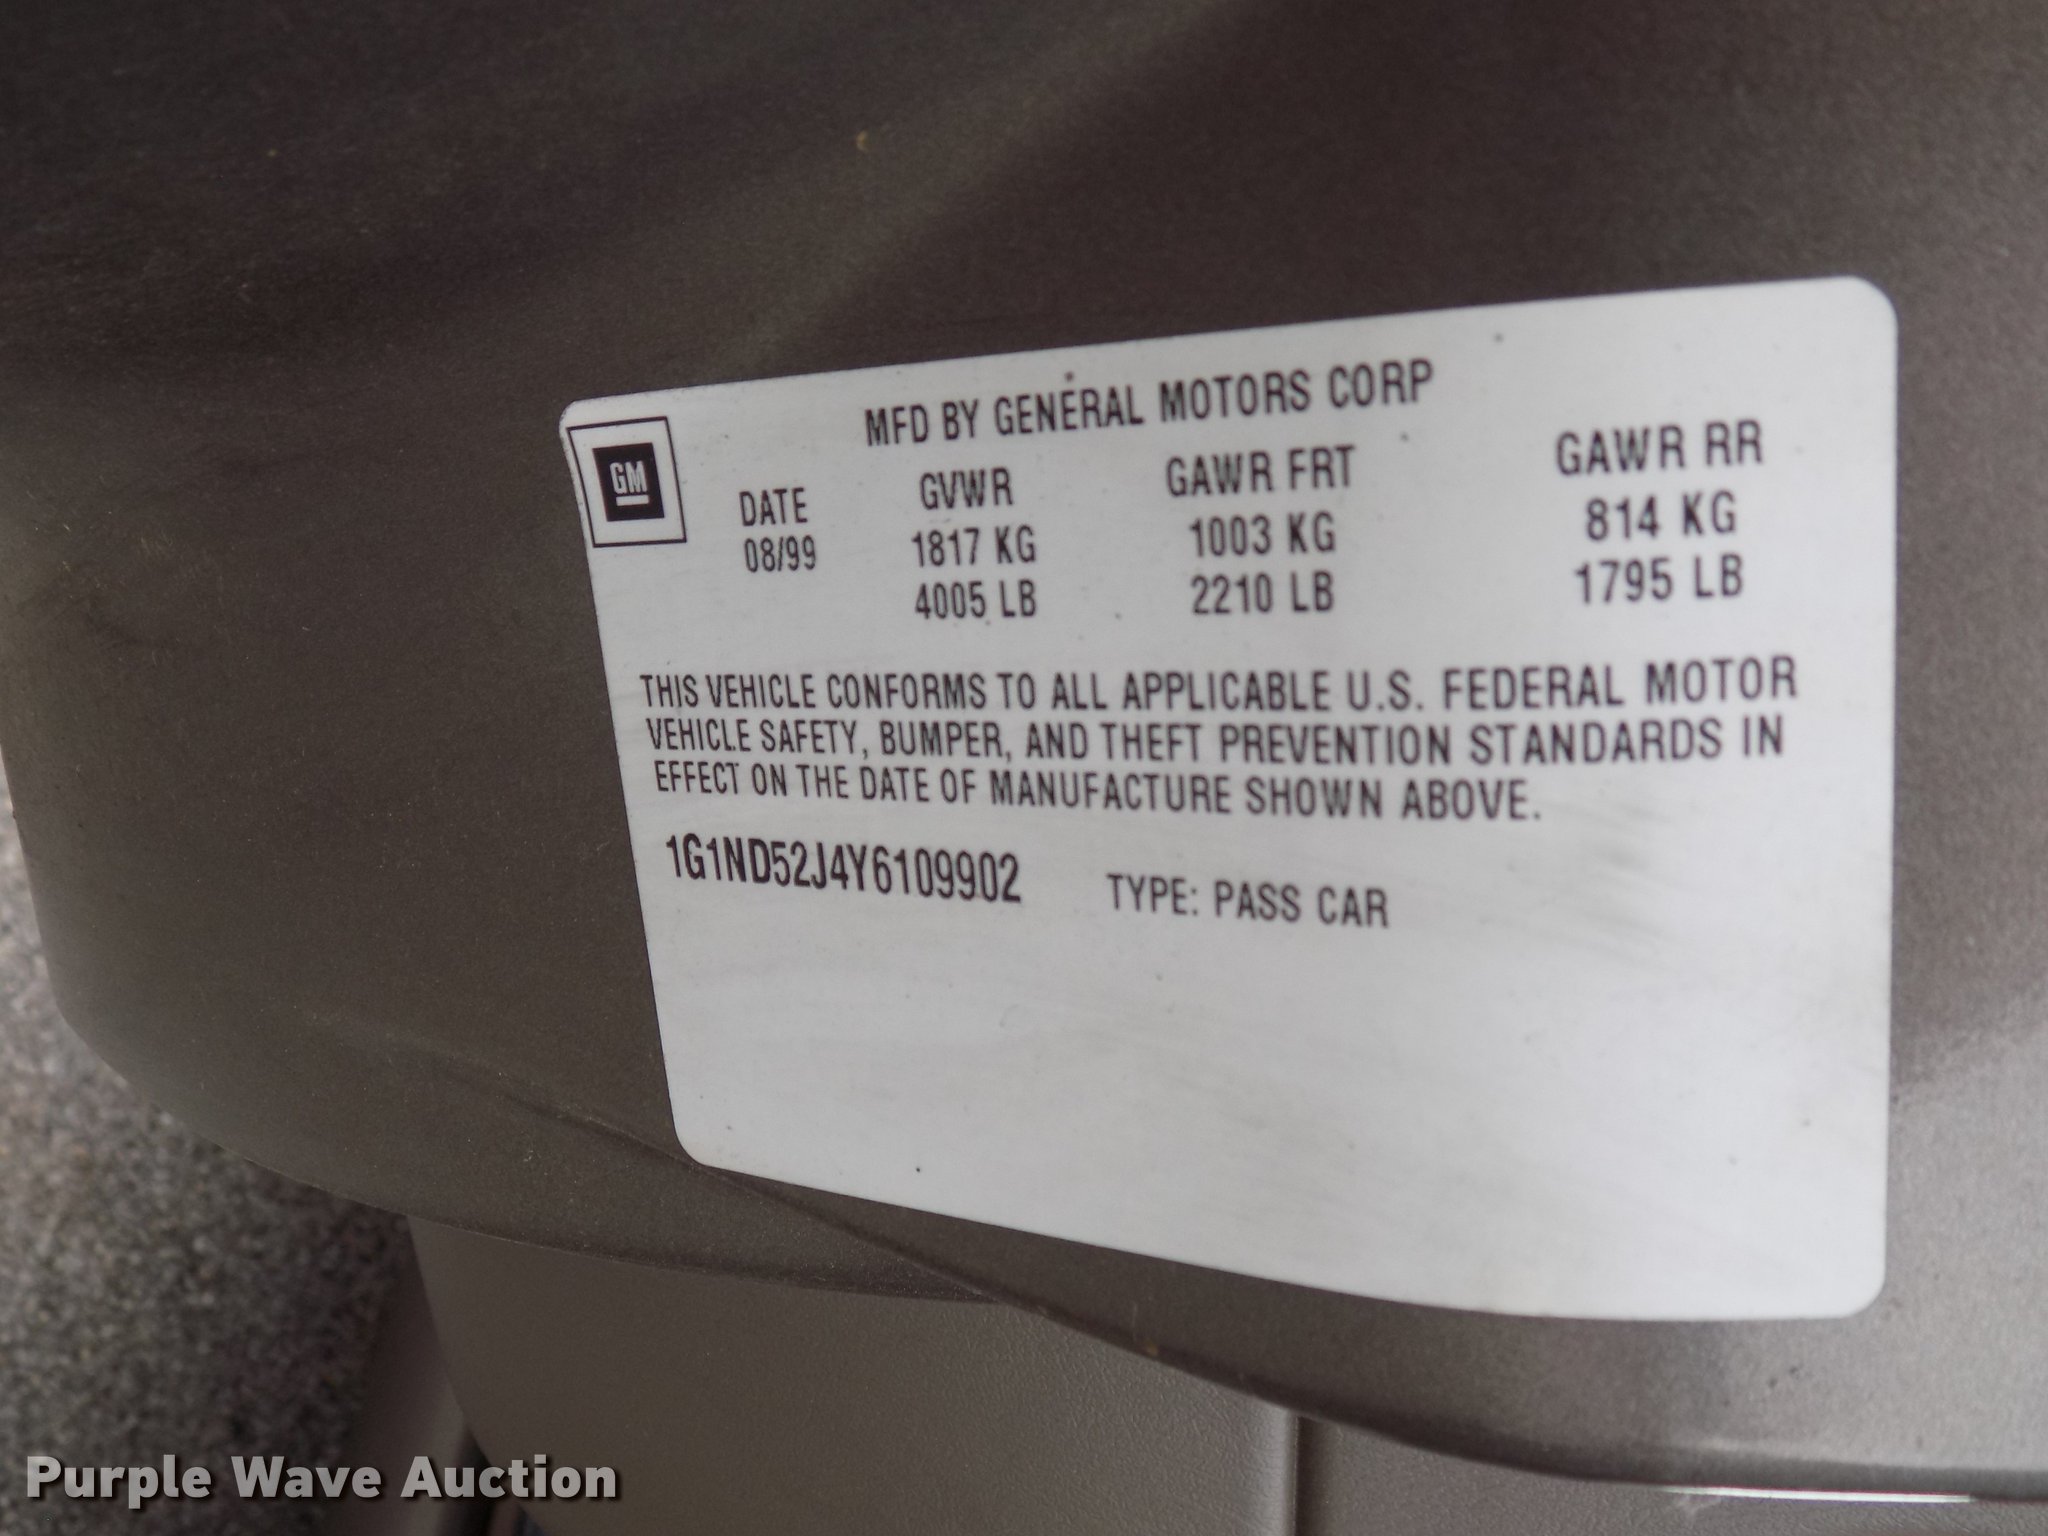 MFD BY GENERAL MOTORS CORP
GM
DATE GVWR GAWR FRT GAWR RR
08/99 1817 KG 1003 KG 814 KG
4005 LB 2210 LB 1795 LB
THIS VEHICLE CONFORMS TO ALL APPLICABLE U.S. FEDERAL MOTOR
VEHICLE SAFETY, BUMPER, AND THEFT PREVENTION STANDARDS IN
EFFECT ON THE DATE OF MANUFACTURE SHOWN ABOVE.
1G1ND52J4Y6109902 TYPE: PASS CAR
Purple Wave Auction